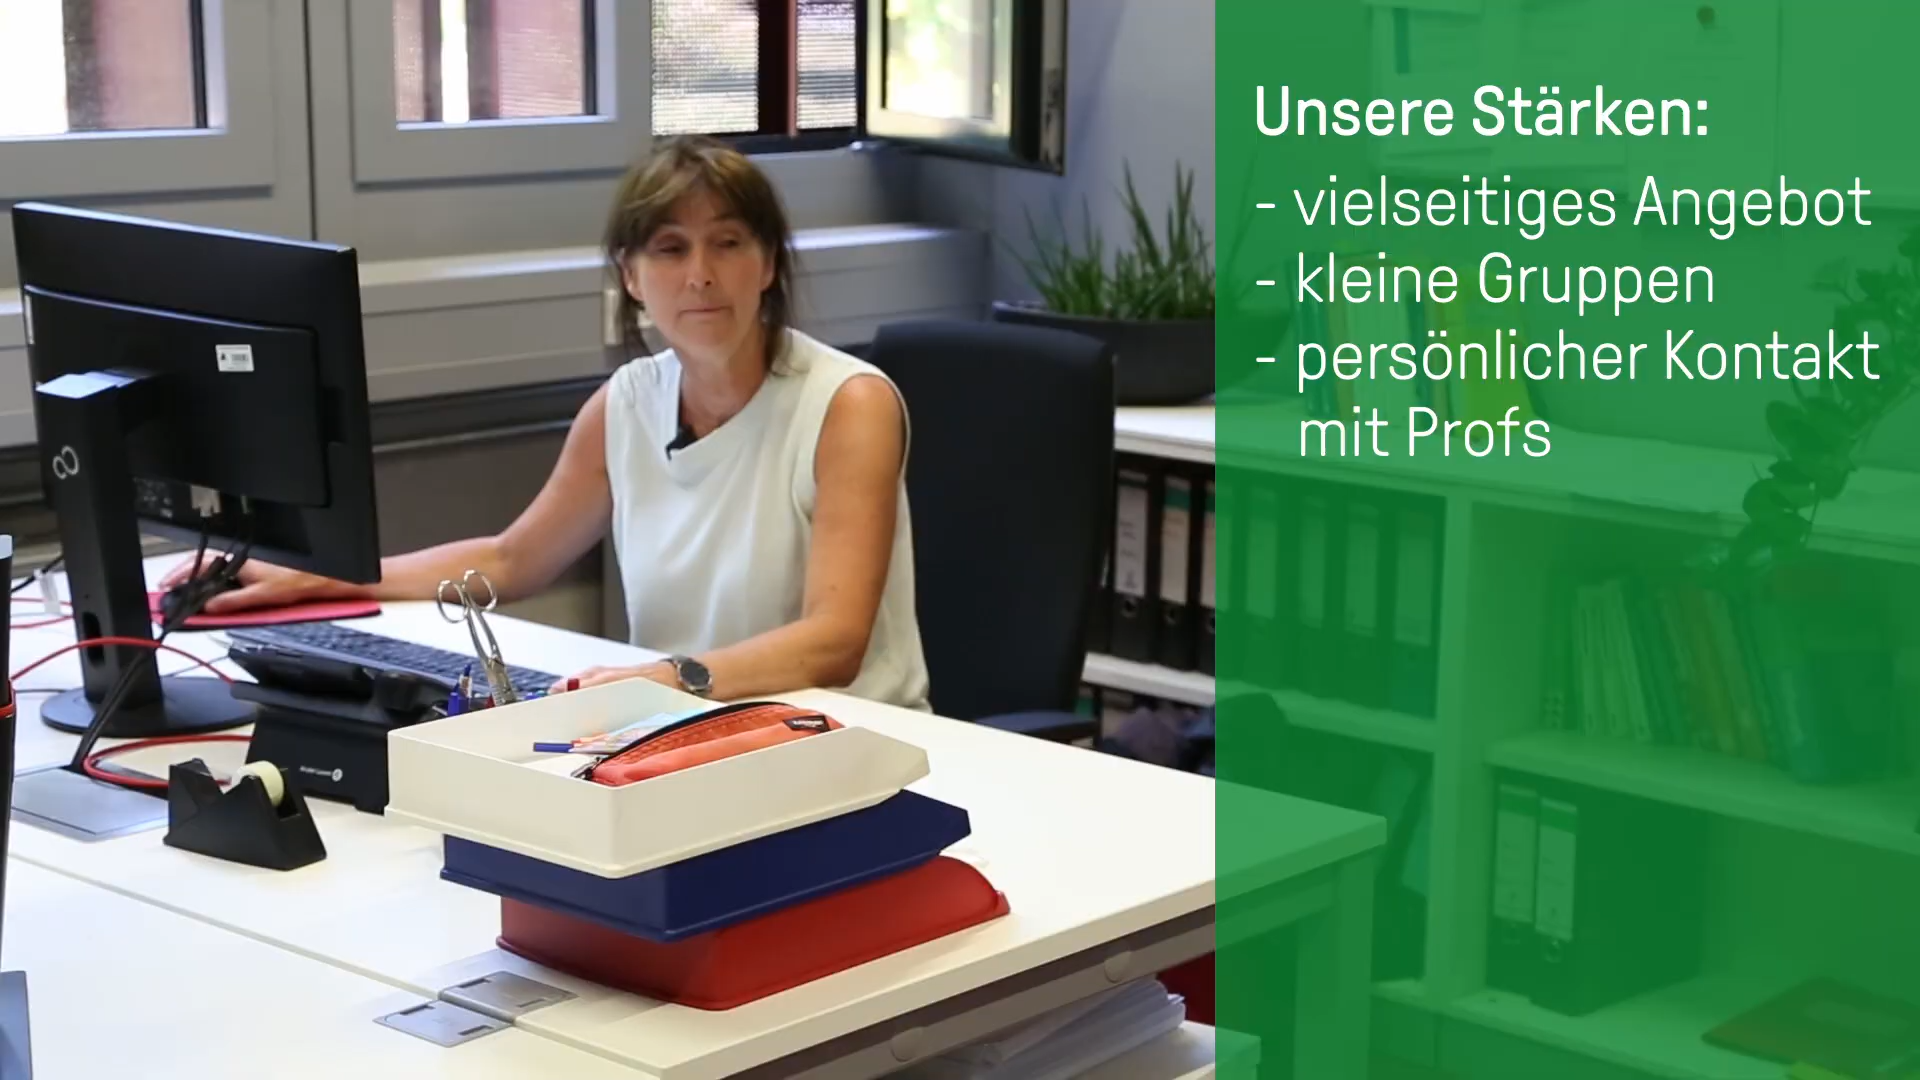 Unsere Stärken:
- vielseitiges Angebot
- kleine Gruppen
- persönlicher Kontakt
mit Profs